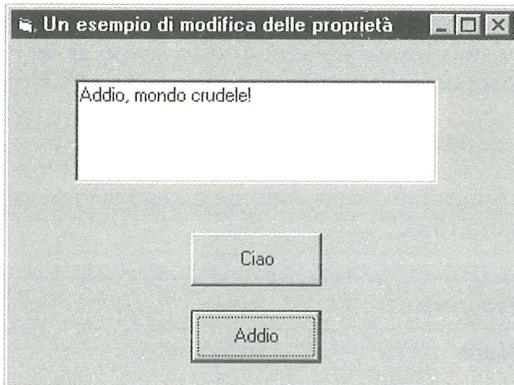 Un esempio di modifica delle proprietà
Addio, mondo crudele!
Ciao
Addio